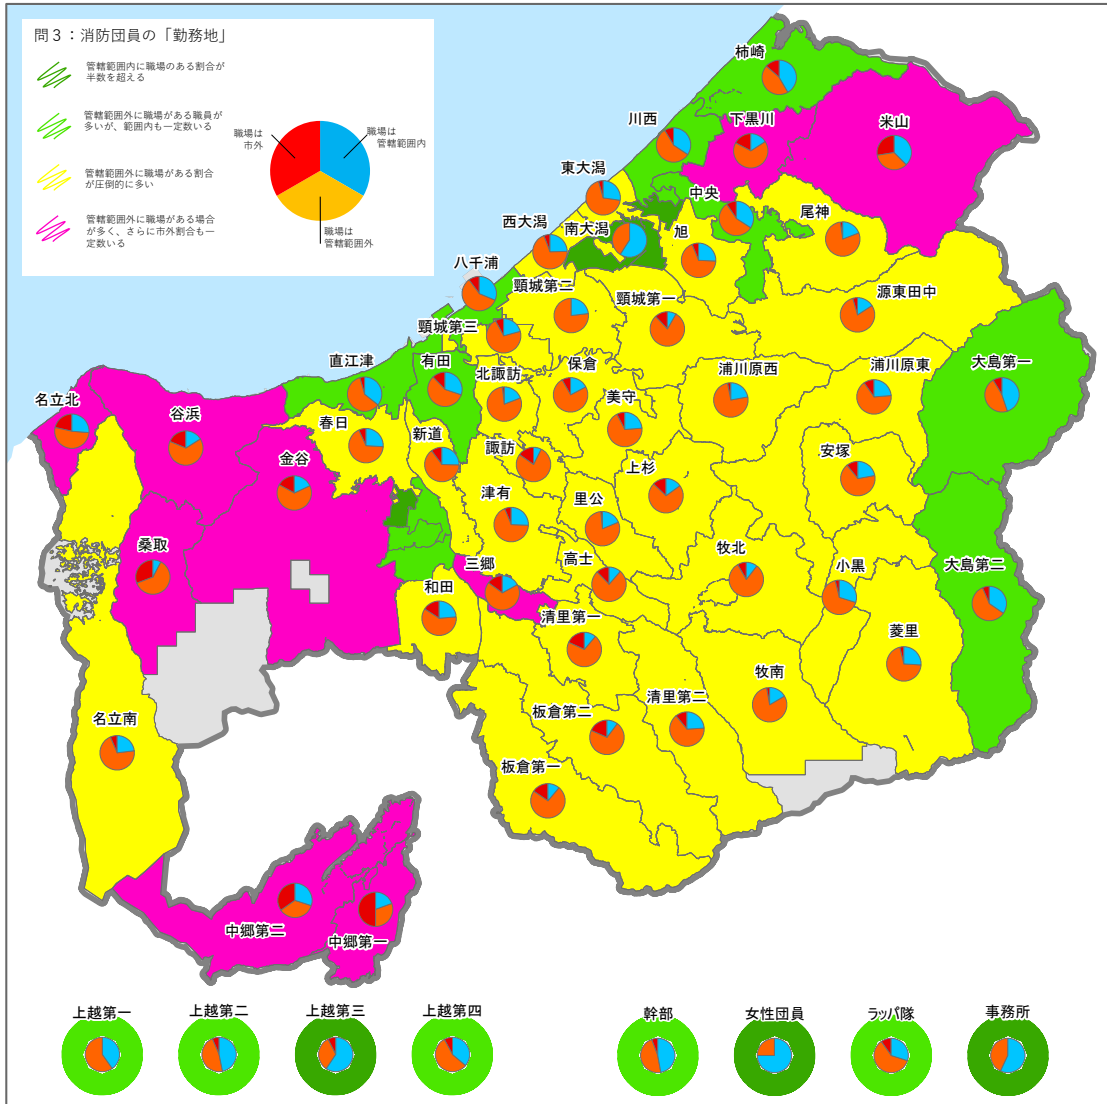 問３：消防団員の「勤務地」
管轄範囲内に職場のある割合が
半数を超える
管轄範囲外に職場がある職員が
多いが、範囲内も一定数いる
管轄範囲外に職場がある割合
が圧倒的に多い
管轄範囲外に職場がある場合
が多く、さらに市外割合も一
定数いる
職場は
市外
職場は
管轄範囲内
職場は
管轄範囲外
柿崎
川西
下黒川
米山
東大潟
中央
西大潟
南大潟
旭
尾神
八千浦
頸城第二
頸城第一
源東田中
頸城第三
直江津
有田
北諏訪
保倉
浦川原西
浦川原東
大島第一
名立北
谷浜
春日
新道
美守
金谷
諏訪
上杉
安塚
津有
里公
桑取
三郷
高士
牧北
小黒
大島第二
和田
清里第一
菱里
名立南
板倉第二
清里第二
牧南
板倉第一
中郷第二
中郷第一
上越第一
上越第二
上越第三
上越第四
幹部
女性団員
ラッパ隊
事務所